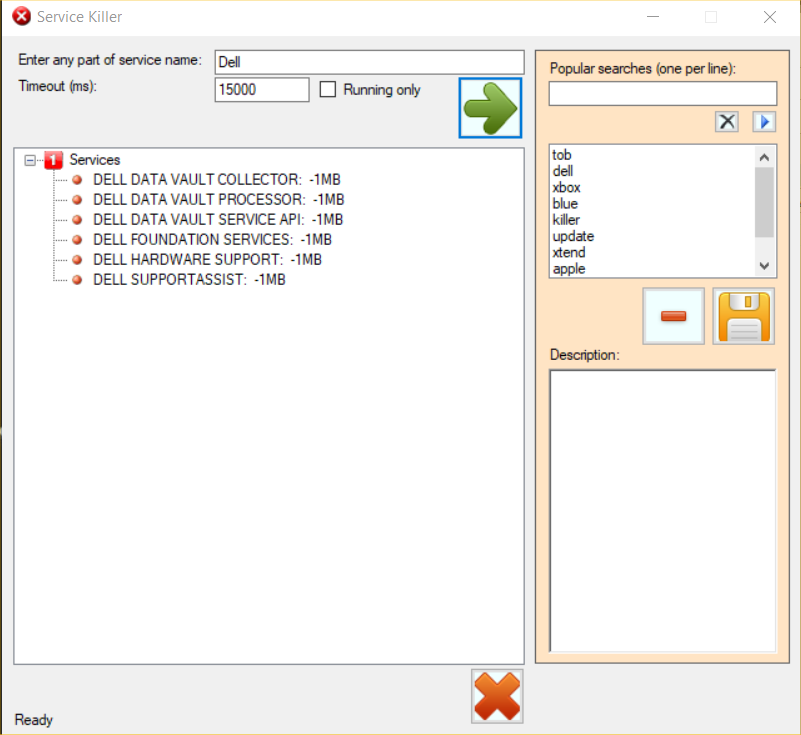 Service Killer
Enter any part of service name: Dell
Timeout (ms): 15000 Running only
1 Services
DELL DATA VAULT COLLECTOR: -1MB
DELL DATA VAULT PROCESSOR: -1MB
DELL DATA VAULT SERVICE API: -1MB
DELL FOUNDATION SERVICES: -1MB
DELL HARDWARE SUPPORT: -1MB
DELL SUPPORTASSIST: -1MB
Popular searches (one per line):
tob
dell
xbox
blue
killer
update
xtend
apple
Description:
Ready